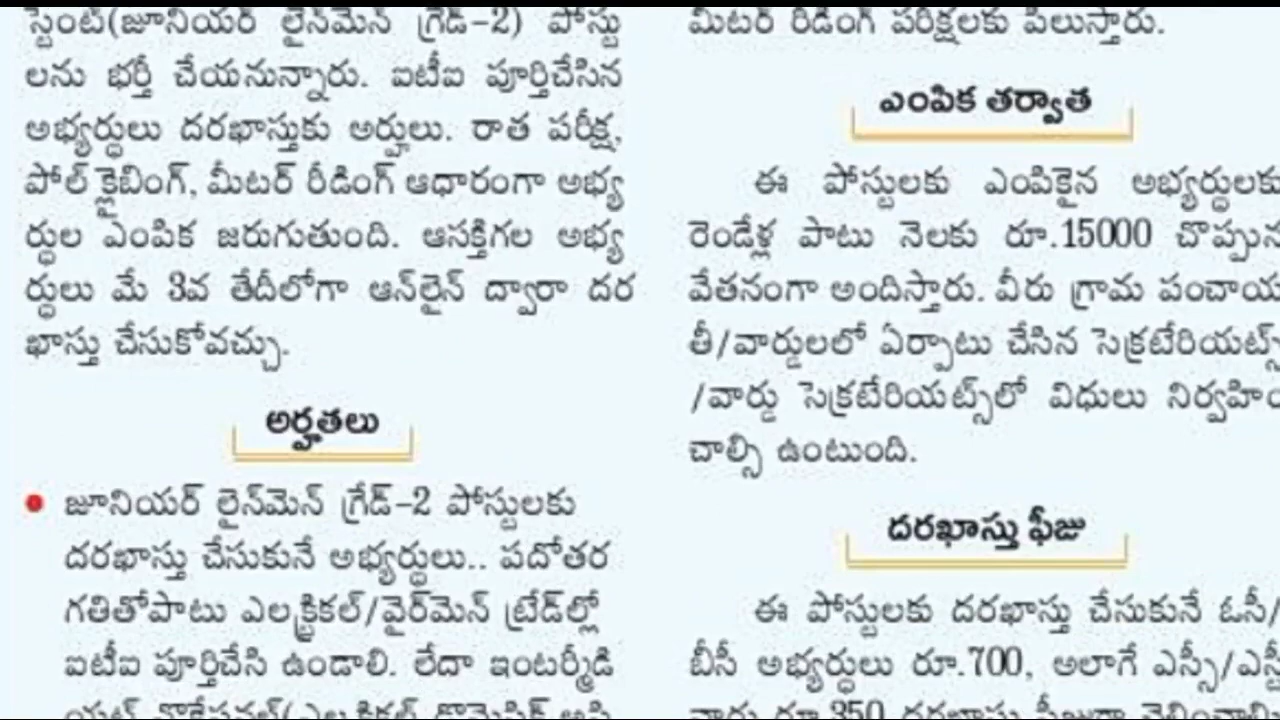 స్టెంట్(జూనియర్ లైన్‌మెన్ గ్రేడ్-2) పోస్టు
లను భర్తీ చేయనున్నారు. ఐటీఐ పూర్తిచేసిన
అభ్యర్థులు దరఖాస్తుకు అర్హులు. రాత పరీక్ష,
పోల్ క్లైబింగ్, మీటర్ రీడింగ్ ఆధారంగా అభ్య
ర్థుల ఎంపిక జరుగుతుంది. ఆసక్తిగల అభ్య
ర్థులు మే 3వ తేదీలోగా ఆన్‌లైన్ ద్వారా దర
ఖాస్తు చేసుకోవచ్చు.
అర్హతలు
• జూనియర్ లైన్‌మెన్ గ్రేడ్-2 పోస్టులకు
దరఖాస్తు చేసుకునే అభ్యర్థులు.. పదోతర
గతితోపాటు ఎలక్ట్రికల్/వైర్‌మెన్ ట్రేడ్‌ల్లో
ఐటీఐ పూర్తిచేసి ఉండాలి. లేదా ఇంటర్మీడి
మీటర్ రీడింగ్ పరీక్షలకు పిలుస్తారు.
ఎంపిక తర్వాత
ఈ పోస్టులకు ఎంపికైన అభ్యర్థులకు
రెండేళ్ల పాటు నెలకు రూ.15000 చొప్పున
వేతనంగా అందిస్తారు. వీరు గ్రామ పంచాయ
తీ/వార్డులలో ఏర్పాటు చేసిన సెక్రటేరియట్స్
/వార్డు సెక్రటేరియట్స్‌లో విధులు నిర్వహిం
చాల్సి ఉంటుంది.
దరఖాస్తు ఫీజు
ఈ పోస్టులకు దరఖాస్తు చేసుకునే ఓసీ/
బీసీ అభ్యర్థులు రూ.700, అలాగే ఎస్సీ/ఎస్టీ